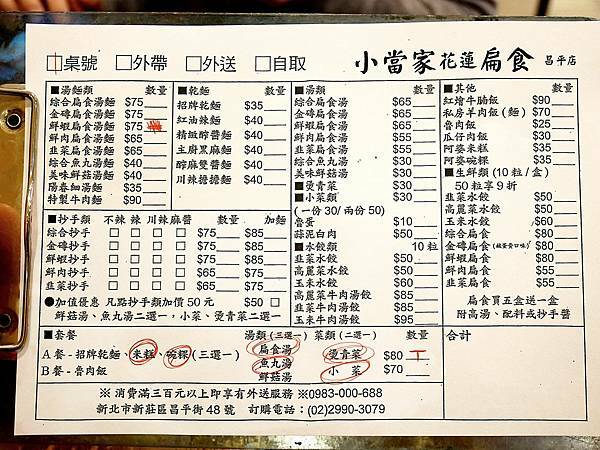 桌號 □外帶 □外送 □自取 小當家花蓮扁食 昌平店
■湯麵類 數量
綜合扁食湯麵 $75
金磚扁食湯麵 $75
鮮蝦扁食湯麵 $75
鮮肉扁食湯麵 $65
韭菜扁食湯麵 $65
綜合魚丸湯麵 $40
美味鮮菇湯麵 $40
陽春細湯麵 $35
特製牛肉麵 $90
■乾麵 數量
招牌乾麵 $35
紅油辣麵 $40
精緻醡醬麵 $40
主廚黑麻麵 $40
醡麻雙醬麵 $40
川辣擔擔麵 $40
■湯類 數量
綜合扁食湯 $65
金磚扁食湯 $65
鮮蝦扁食湯 $65
鮮肉扁食湯 $55
韭菜扁食湯 $55
綜合魚丸湯 $30
美味鮮菇湯 $30
■燙青菜 $30
■小菜類 $30
(一份30/兩份50)
魯蛋 $10
蒜泥白肉 $50
■水餃類 10粒
韭菜水餃 $50
高麗菜水餃 $50
玉米水餃 $60
韭菜牛肉湯餃 $85
高麗菜牛肉湯餃 $85
玉米牛肉湯餃 $95
■其他 數量
紅燴牛腩飯 $90
私房羊肉飯(麵) $70
魯肉飯 $25
瓜仔肉飯 $30
阿婆米糕 $35
阿婆碗粿 $35
■生鮮類(10粒/盒)
50粒享9折
韭菜水餃 $50
高麗菜水餃 $50
玉米水餃 $60
綜合扁食 $80
金磚扁食(鹹蛋黃口味) $80
鮮蝦扁食 $80
鮮肉扁食 $55
韭菜扁食 $55
扁食買五盒送一盒
附高湯、配料或抄手醬
■抄手類 不辣 辣 川辣麻醬 數量 加麵
綜合抄手 □ □ □ □ $75 $85
金磚抄手 □ □ □ □ $75 $85
鮮蝦抄手 □ □ □ □ $75 $85
鮮肉抄手 □ □ □ □ $65 $75
韭菜抄手 □ □ □ □ $65 $75
●加值優惠 凡點抄手類加價50元 $50 □
鮮菇湯、魚丸湯二選一，小菜、燙青菜二選一
■套餐 湯類(三選一) 菜類(二選一) 數量 合計
A餐-招牌乾麵、米糕、碗粿(三選一) 扁食湯 燙青菜 $80
B餐-魯肉飯 魚丸湯 小菜 $70
鮮菇湯
※消費滿三百元以上即享有外送服務※0983-000-688
新北市新莊區昌平街48號 訂購電話：(02)2990-3079